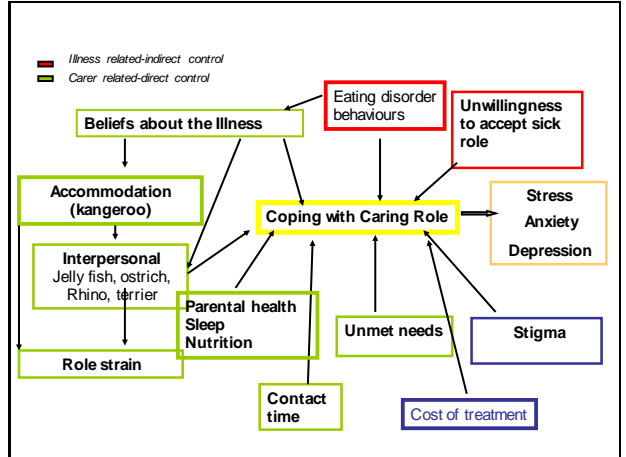 Illness related-indirect control
Carer related-direct control
Eating disorder
behaviours
Unwillingness
to accept sick
role
Beliefs about the Illness
Accommodation
(kangaroo)
Coping with Caring Role
Stress
Anxiety
Depression
Interpersonal
Jelly fish, ostrich,
Rhino, terrier
Parental health
Sleep
Nutrition
Unmet needs
Stigma
Role strain
Contact
time
Cost of treatment